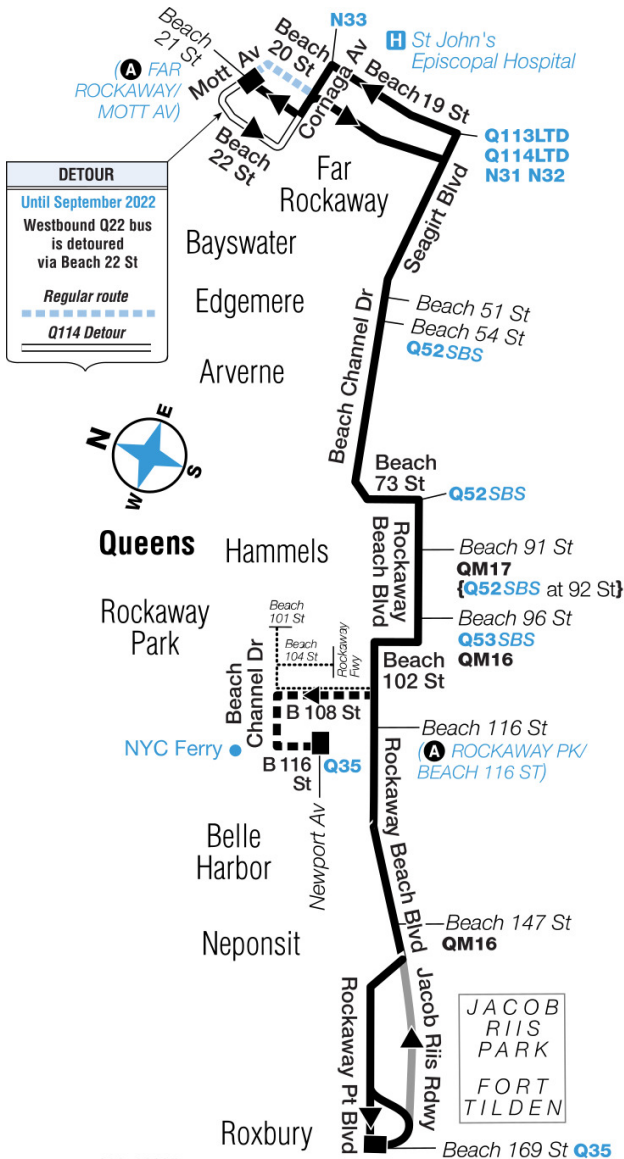 N33
Beach
21 St
Mott Av
Beach
20 St
Cornaga Av
H St John's
Episcopal Hospital
(A FAR
ROCKAWAY/
MOTT AV)
Beach 19 St
Beach
22 St
Q113LTD
Q114LTD
N31 N32
DETOUR
Until September 2022
Westbound Q22 bus
is detoured
via Beach 22 St
Regular route
Q114 Detour
Far
Rockaway
Seagirt Blvd
Bayswater
Edgemere
Beach 51 St
Beach 54 St
Q52SBS
Beach Channel Dr
Arverne
N
E
S
W
Beach
73 St
Q52SBS
Queens
Hammels
Rockaway
Beach Blvd
Beach 91 St
QM17
{Q52SBS at 92 St}
Rockaway
Park
Beach 96 St
Q53SBS
QM16
Beach
101 St
Beach
104 St
Rockaway
Fwy
Beach
102 St
Beach
Channel Dr
B 108 St
Beach 116 St
(A ROCKAWAY PK/
BEACH 116 ST)
NYC Ferry
B 116
St
Q35
Newport Av
Rockaway Beach Blvd
Belle
Harbor
Beach 147 St
QM16
Neponsit
Rockaway Pt Blvd
Jacob Riis Rdwy
JACOB
RIIS
PARK
FORT
TILDEN
Roxbury
Beach 169 St Q35